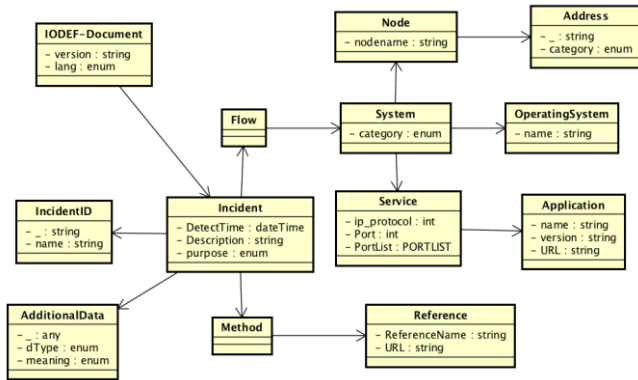 Node
- nodename : string
Address
- _ : string
- category : enum
IODEF-Document
- version : string
- lang : enum
Flow
System
- category : enum
OperatingSystem
- name : string
IncidentID
- _ : string
- name : string
Incident
- DetectTime : dateTime
- Description : string
- purpose : enum
Service
- ip_protocol : int
- Port : int
- PortList : PORTLIST
Application
- name : string
- version : string
- URL : string
AdditionalData
- _ : any
- dType : enum
- meaning : enum
Method
Reference
- ReferenceName : string
- URL : string